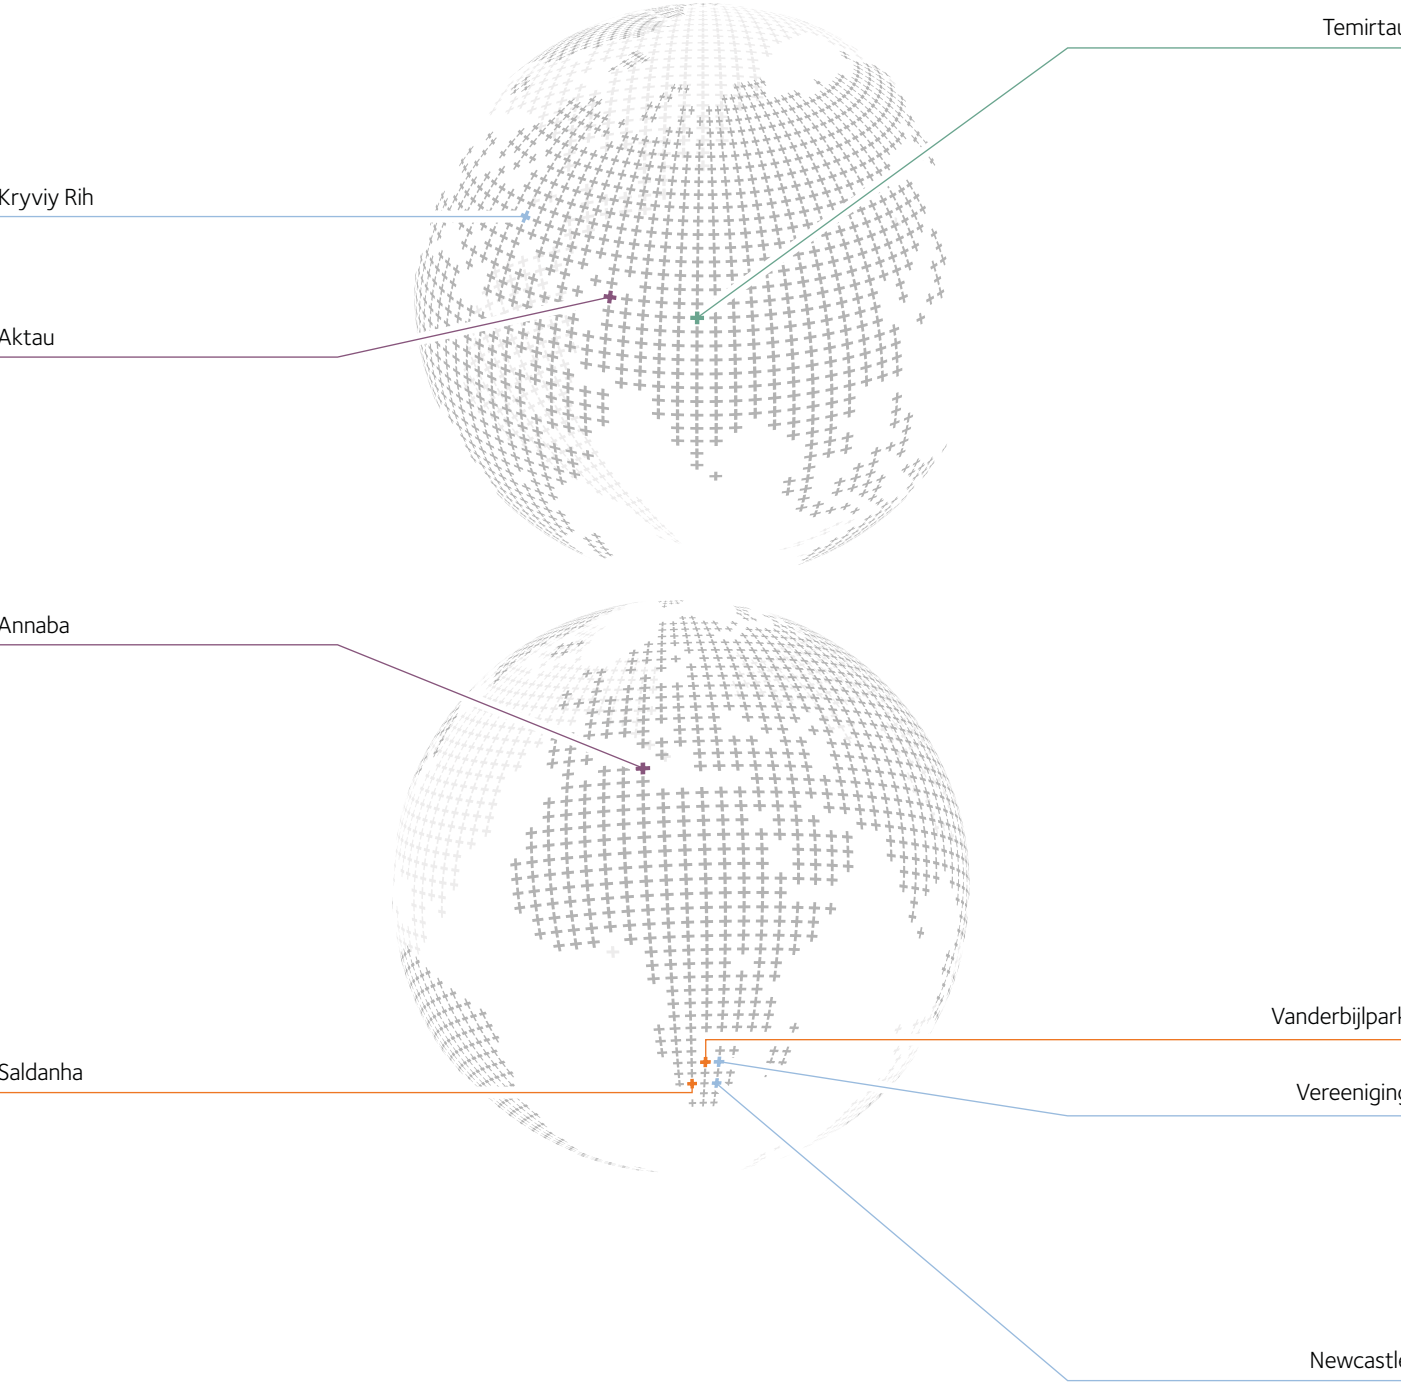 Temirtau
Kryviy Rih
Aktau
Annaba
Vanderbijlpark
Saldanha
Vereeniging
Newcastle